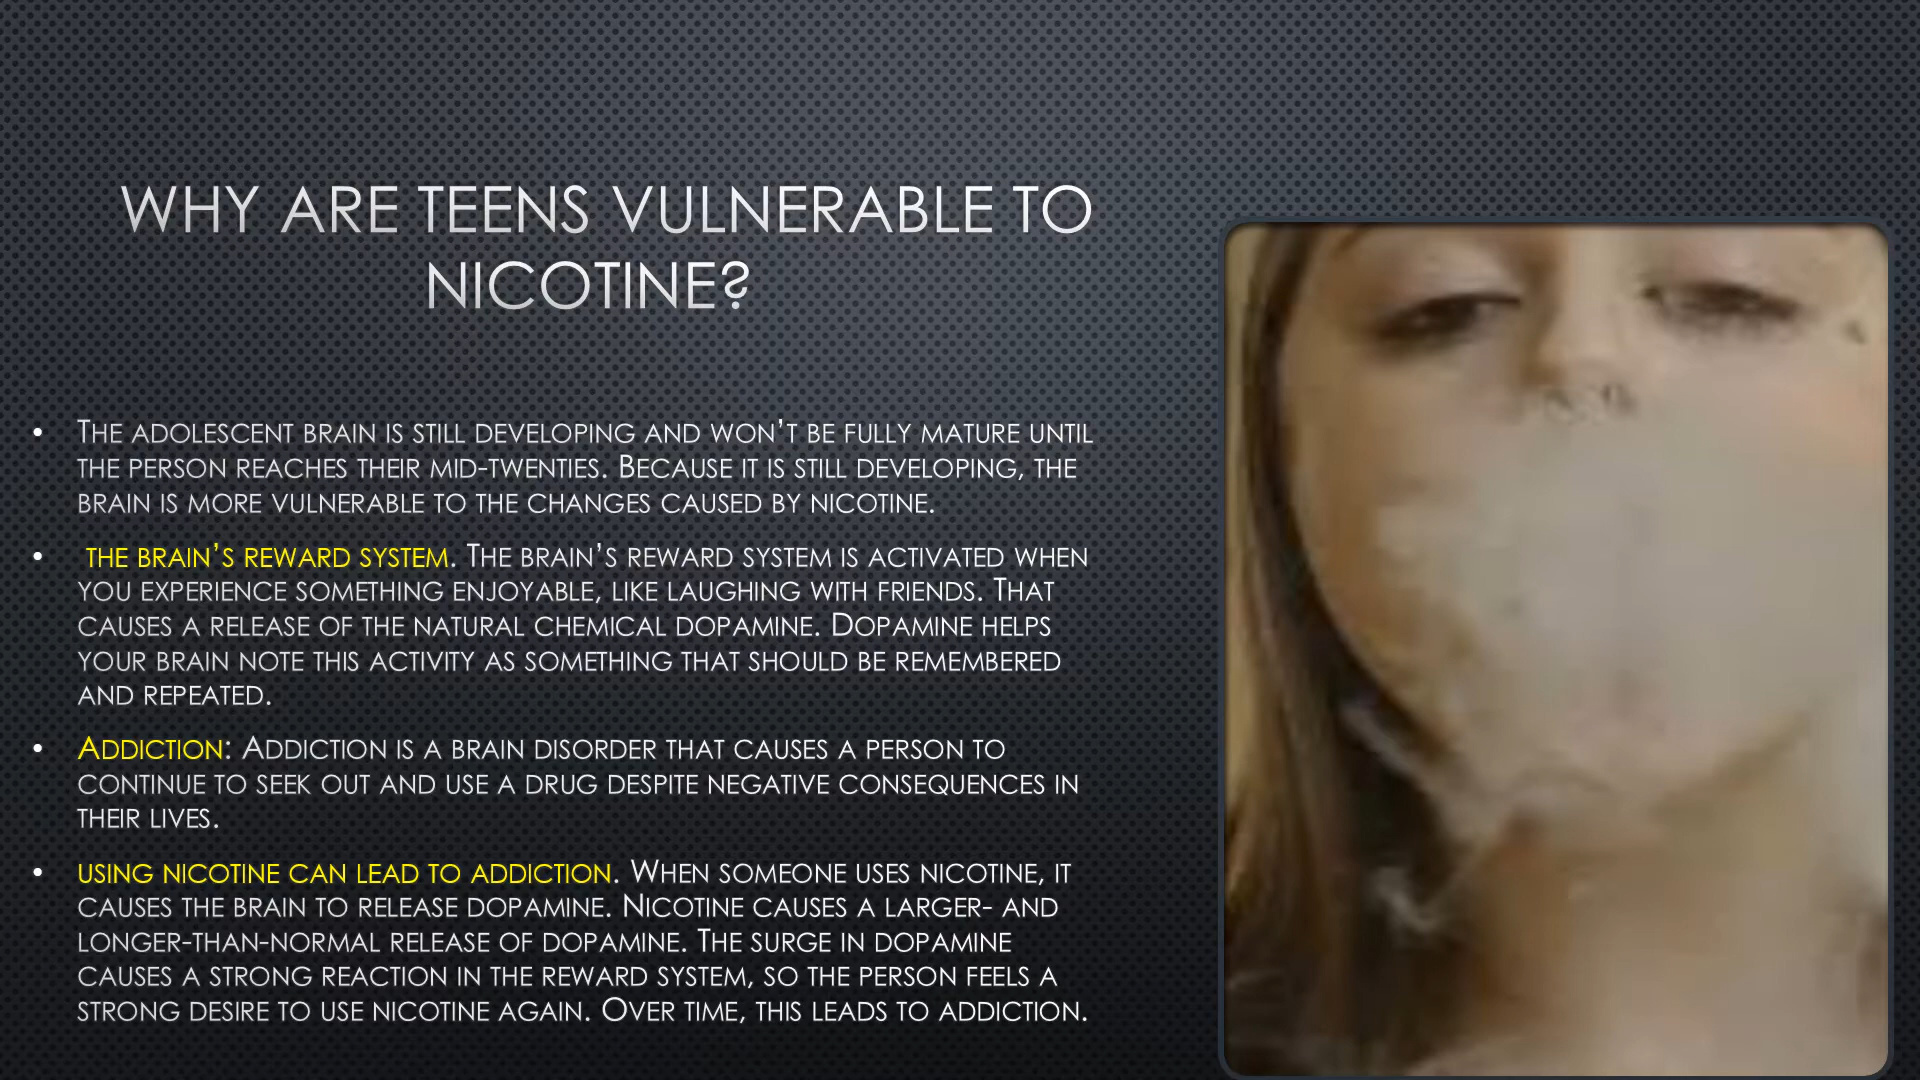 WHY ARE TEENS VULNERABLE TO
NICOTINE?
• THE ADOLESCENT BRAIN IS STILL DEVELOPING AND WON’T BE FULLY MATURE UNTIL
THE PERSON REACHES THEIR MID-TWENTIES. BECAUSE IT IS STILL DEVELOPING, THE
BRAIN IS MORE VULNERABLE TO THE CHANGES CAUSED BY NICOTINE.
• THE BRAIN’S REWARD SYSTEM. THE BRAIN’S REWARD SYSTEM IS ACTIVATED WHEN
YOU EXPERIENCE SOMETHING ENJOYABLE, LIKE LAUGHING WITH FRIENDS. THAT
CAUSES A RELEASE OF THE NATURAL CHEMICAL DOPAMINE. DOPAMINE HELPS
YOUR BRAIN NOTE THIS ACTIVITY AS SOMETHING THAT SHOULD BE REMEMBERED
AND REPEATED.
• ADDICTION: ADDICTION IS A BRAIN DISORDER THAT CAUSES A PERSON TO
CONTINUE TO SEEK OUT AND USE A DRUG DESPITE NEGATIVE CONSEQUENCES IN
THEIR LIVES.
• USING NICOTINE CAN LEAD TO ADDICTION. WHEN SOMEONE USES NICOTINE, IT
CAUSES THE BRAIN TO RELEASE DOPAMINE. NICOTINE CAUSES A LARGER- AND
LONGER-THAN-NORMAL RELEASE OF DOPAMINE. THE SURGE IN DOPAMINE
CAUSES A STRONG REACTION IN THE REWARD SYSTEM, SO THE PERSON FEELS A
STRONG DESIRE TO USE NICOTINE AGAIN. OVER TIME, THIS LEADS TO ADDICTION.